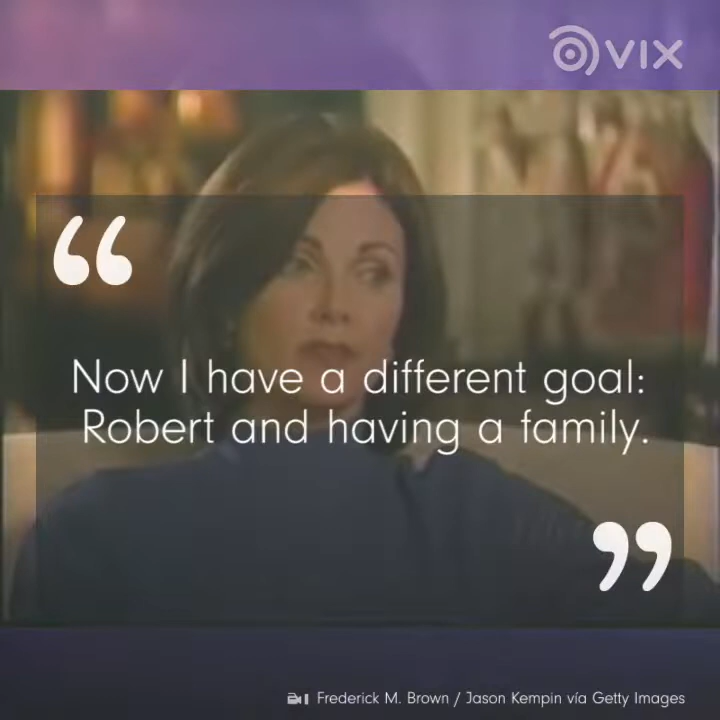 VIX
“
Now I have a different goal:
Robert and having a family.
”
Frederick M. Brown / Jason Kempin vía Getty Images